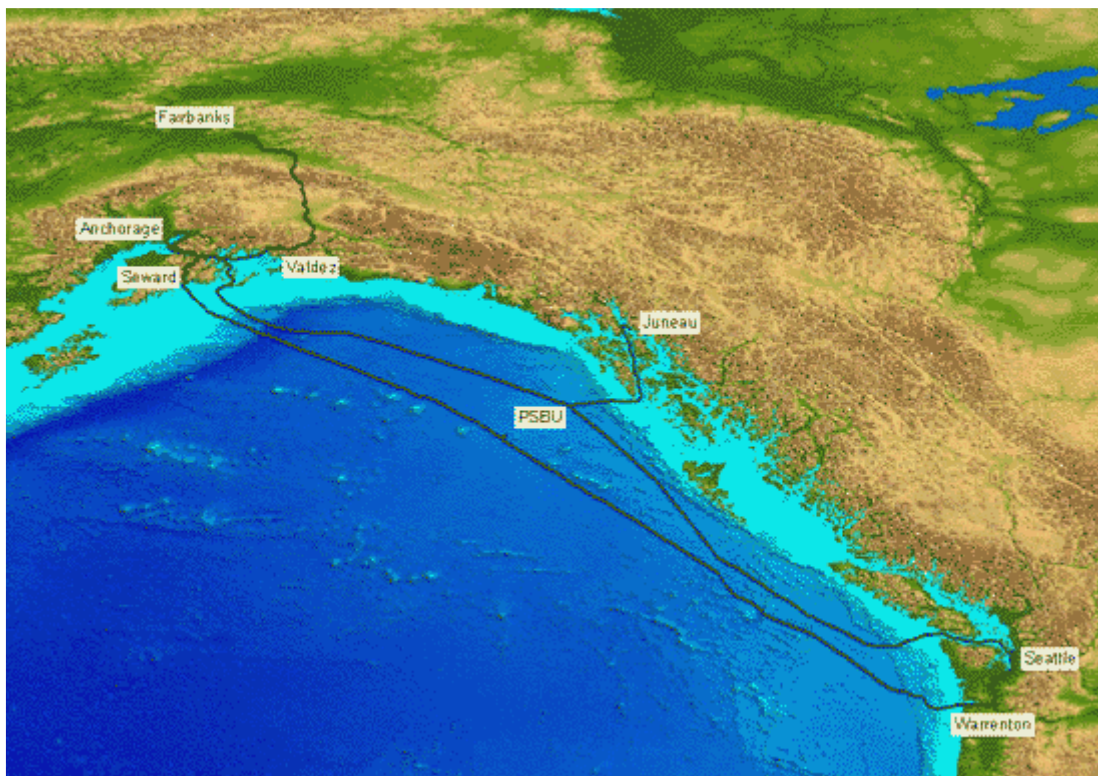 Fairbanks
Anchorage
Seward
Valdez
Juneau
PSBU
Seattle
Warrenton